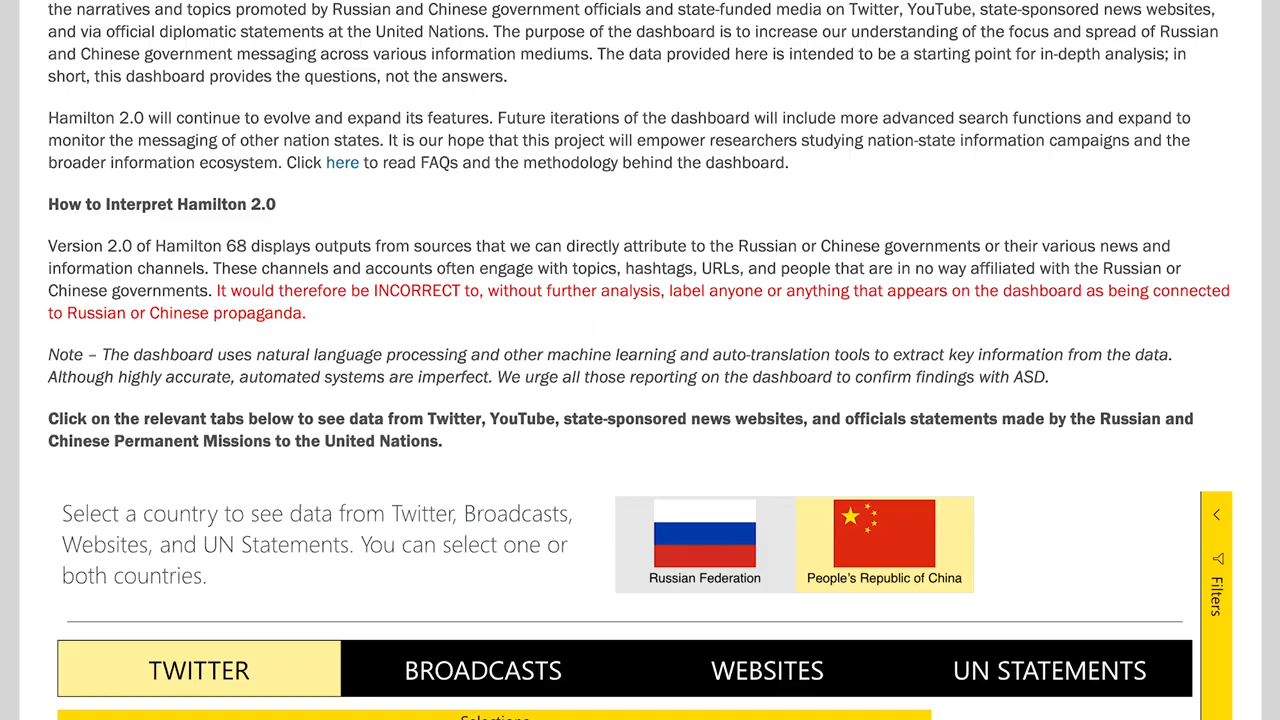 the narratives and topics promoted by Russian and Chinese government officials and state-funded media on Twitter, YouTube, state-sponsored news websites,
and via official diplomatic statements at the United Nations. The purpose of the dashboard is to increase our understanding of the focus and spread of Russian
and Chinese government messaging across various information mediums. The data provided here is intended to be a starting point for in-depth analysis; in
short, this dashboard provides the questions, not the answers.
Hamilton 2.0 will continue to evolve and expand its features. Future iterations of the dashboard will include more advanced search functions and expand to
monitor the messaging of other nation states. It is our hope that this project will empower researchers studying nation-state information campaigns and the
broader information ecosystem. Click here to read FAQs and the methodology behind the dashboard.
How to Interpret Hamilton 2.0
Version 2.0 of Hamilton 68 displays outputs from sources that we can directly attribute to the Russian or Chinese governments or their various news and
information channels. These channels and accounts often engage with topics, hashtags, URLs, and people that are in no way affiliated with the Russian or
Chinese governments. It would therefore be INCORRECT to, without further analysis, label anyone or anything that appears on the dashboard as being connected
to Russian or Chinese propaganda.
Note – The dashboard uses natural language processing and other machine learning and auto-translation tools to extract key information from the data.
Although highly accurate, automated systems are imperfect. We urge all those reporting on the dashboard to confirm findings with ASD.
Click on the relevant tabs below to see data from Twitter, YouTube, state-sponsored news websites, and officials statements made by the Russian and
Chinese Permanent Missions to the United Nations.
Select a country to see data from Twitter, Broadcasts,
Websites, and UN Statements. You can select one or
both countries.
Russian Federation
People's Republic of China
Filters
TWITTER
BROADCASTS
WEBSITES
UN STATEMENTS
Selections